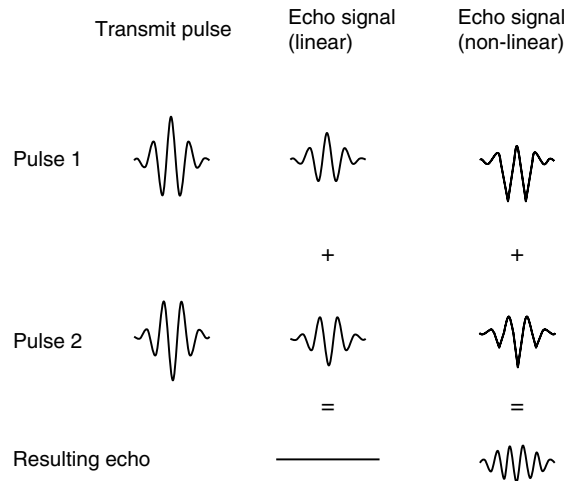 Transmit pulse
Echo signal
(linear)
Echo signal
(non-linear)
Pulse 1
+
+
Pulse 2
=
=
Resulting echo